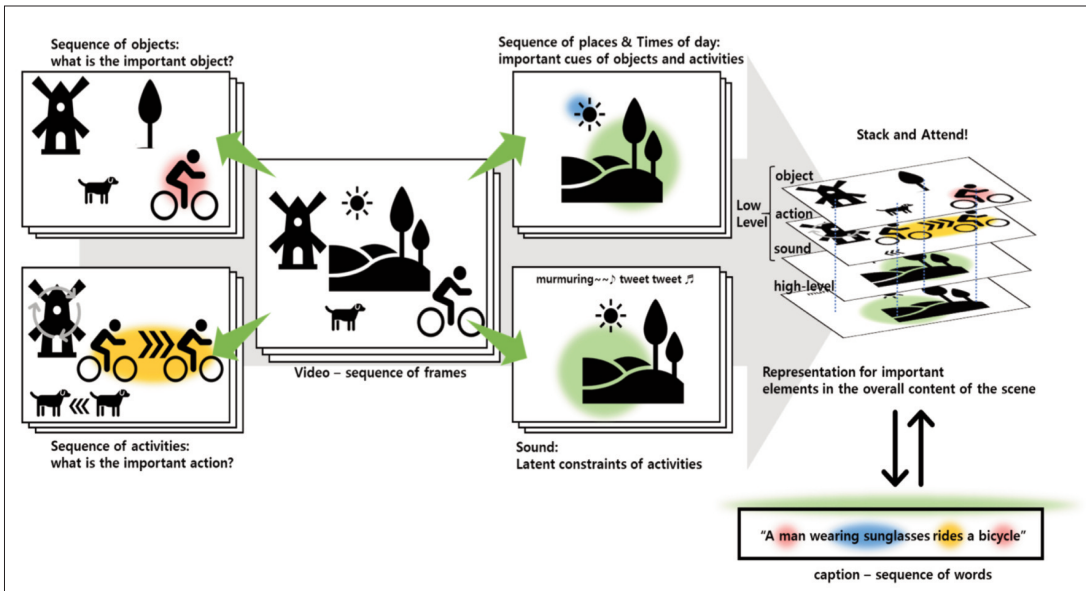 Sequence of objects:
what is the important object?
Sequence of places & Times of day:
important cues of objects and activities
Stack and Attend!
object
Low
Level
action
sound
high-level
murmuring~~♪ tweet tweet ♬
Video – sequence of frames
Representation for important
elements in the overall content of the scene
Sequence of activities:
what is the important action?
Sound:
Latent constraints of activities
"A man wearing sunglasses rides a bicycle"
caption – sequence of words